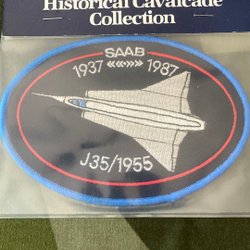 Historical Cavalcade
Collection
SAAB
1937 «‹›» 1987
J35/1955